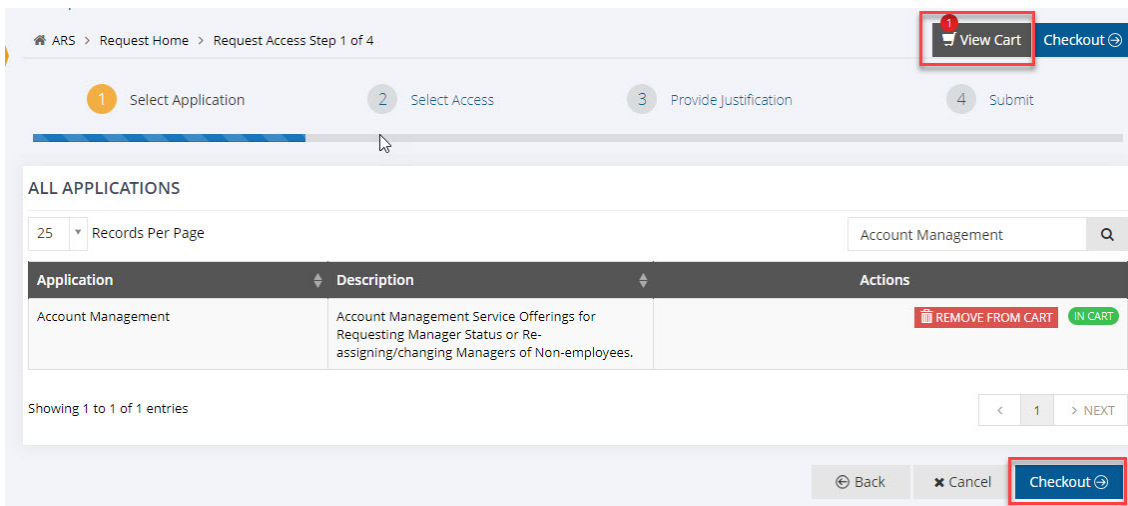 ARS > Request Home > Request Access Step 1 of 4
1
View Cart
Checkout
1 Select Application
2 Select Access
3 Provide Justification
4 Submit
ALL APPLICATIONS
25 Records Per Page
Account Management
Application
Description
Actions
Account Management
Account Management Service Offerings for
Requesting Manager Status or Re-
assigning/changing Managers of Non-employees.
REMOVE FROM CART
IN CART
Showing 1 to 1 of 1 entries
< 1 > NEXT
Back
Cancel
Checkout